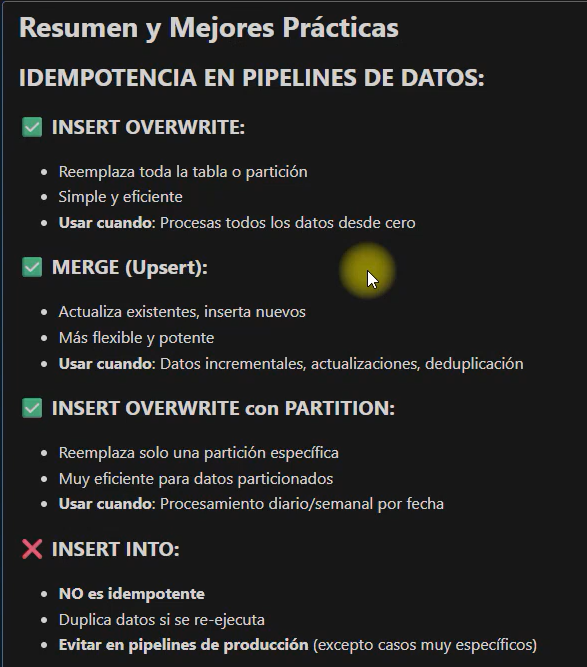 Resumen y Mejores Prácticas
IDEMPOTENCIA EN PIPELINES DE DATOS:
✅ INSERT OVERWRITE:
• Reemplaza toda la tabla o partición
• Simple y eficiente
• Usar cuando: Procesas todos los datos desde cero
✅ MERGE (Upsert):
• Actualiza existentes, inserta nuevos
• Más flexible y potente
• Usar cuando: Datos incrementales, actualizaciones, deduplicación
✅ INSERT OVERWRITE con PARTITION:
• Reemplaza solo una partición específica
• Muy eficiente para datos particionados
• Usar cuando: Procesamiento diario/semanal por fecha
❌ INSERT INTO:
• NO es idempotente
• Duplica datos si se re-ejecuta
• Evitar en pipelines de producción (excepto casos muy específicos)